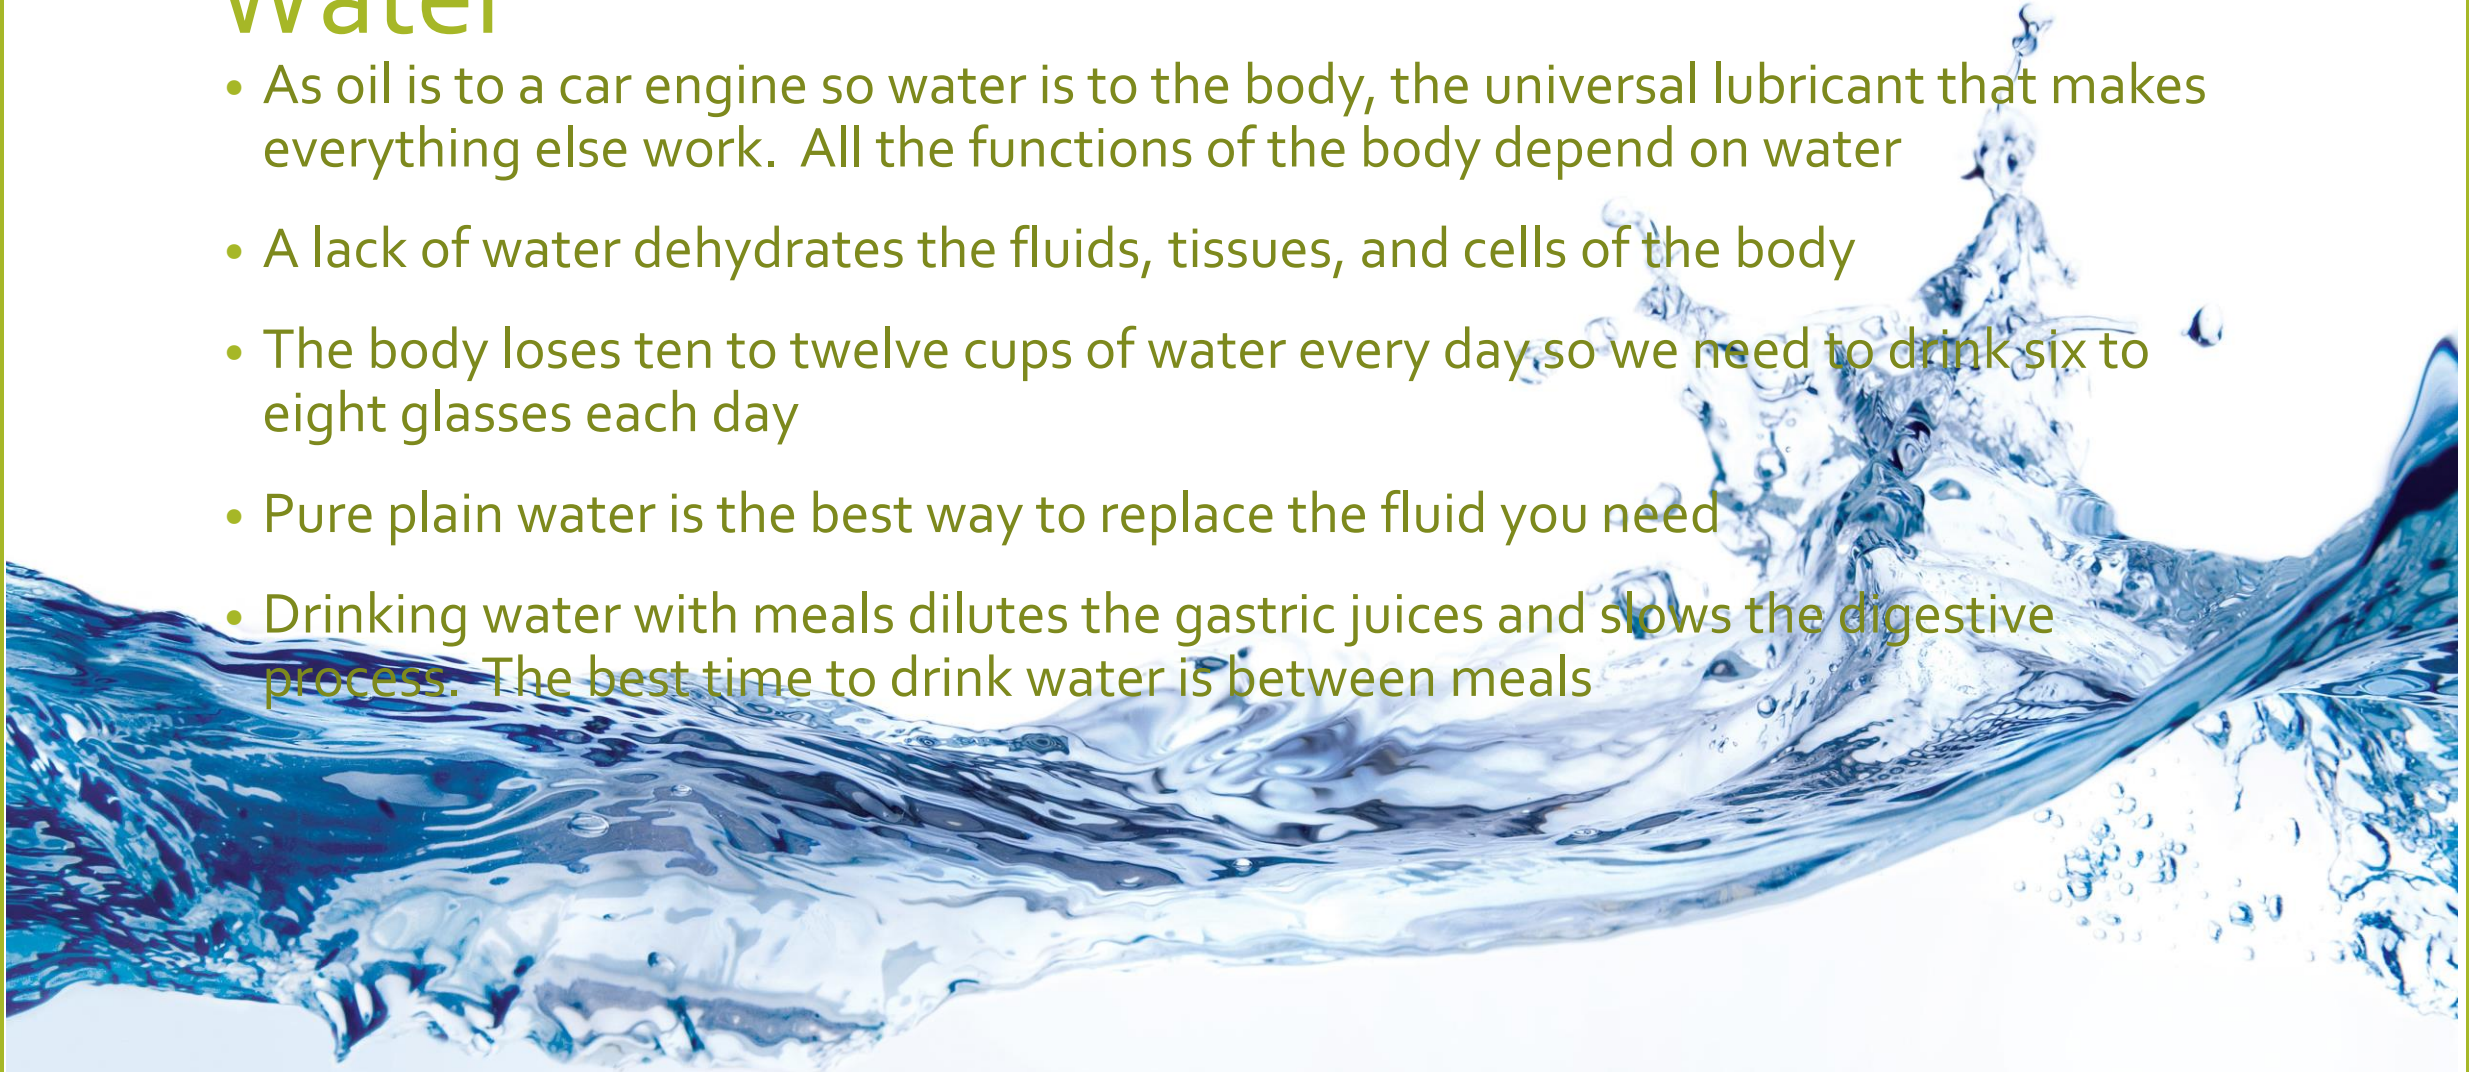 Water
• As oil is to a car engine so water is to the body, the universal lubricant that makes
everything else work.  All the functions of the body depend on water
• A lack of water dehydrates the fluids, tissues, and cells of the body
• The body loses ten to twelve cups of water every day so we need to drink six to
eight glasses each day
• Pure plain water is the best way to replace the fluid you need
• Drinking water with meals dilutes the gastric juices and slows the digestive
process.  The best time to drink water is between meals